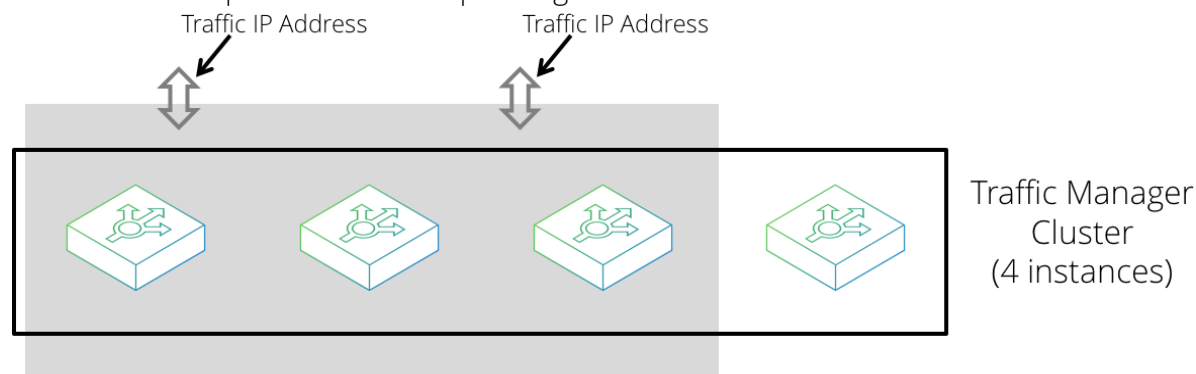 Traffic IP Address
Traffic IP Address
Traffic Manager
Cluster
(4 instances)